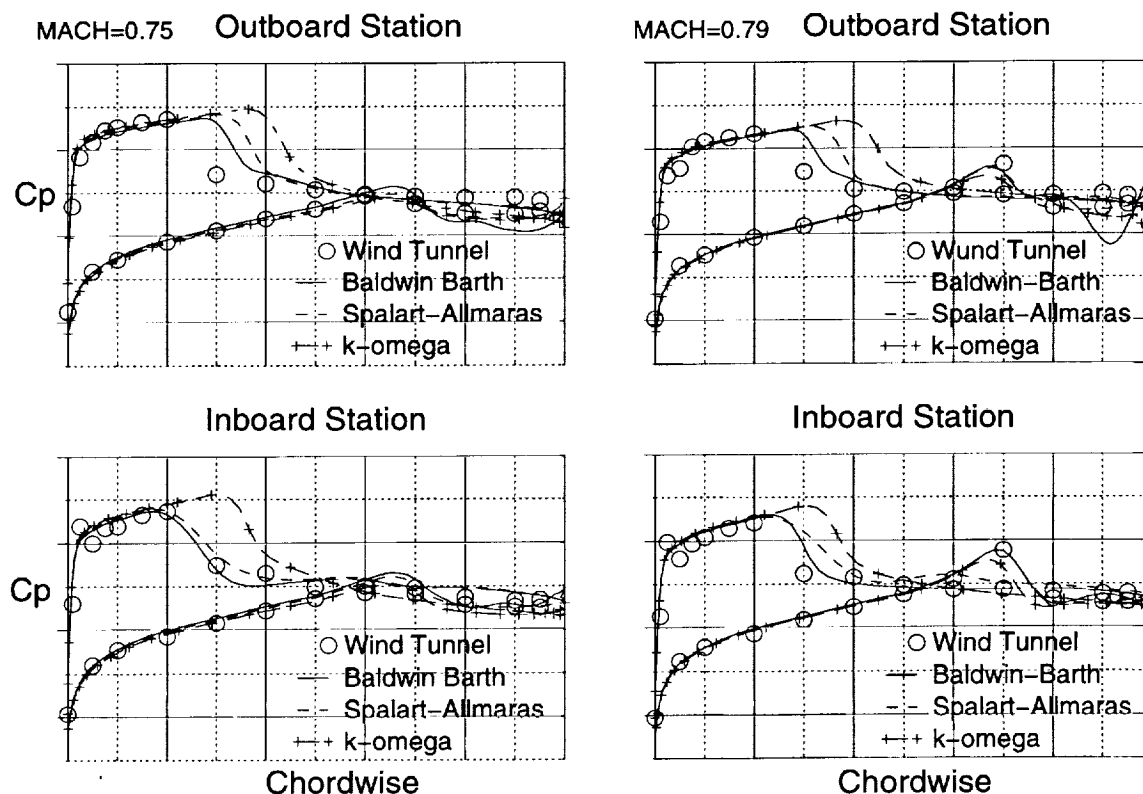 MACH=0.75 Outboard Station
Cp
Wind Tunnel
Baldwin Barth
Spalart-Allmaras
k-omega
MACH=0.79 Outboard Station
Wund Tunnel
Baldwin-Barth
Spalart-Allmaras
k-omega
Inboard Station
Cp
Wind Tunnel
Baldwin Barth
Spalart-Allmaras
k-omega
Chordwise
Inboard Station
Wind Tunnel
Baldwin-Barth
Spalart-Allmaras
k-omega
Chordwise